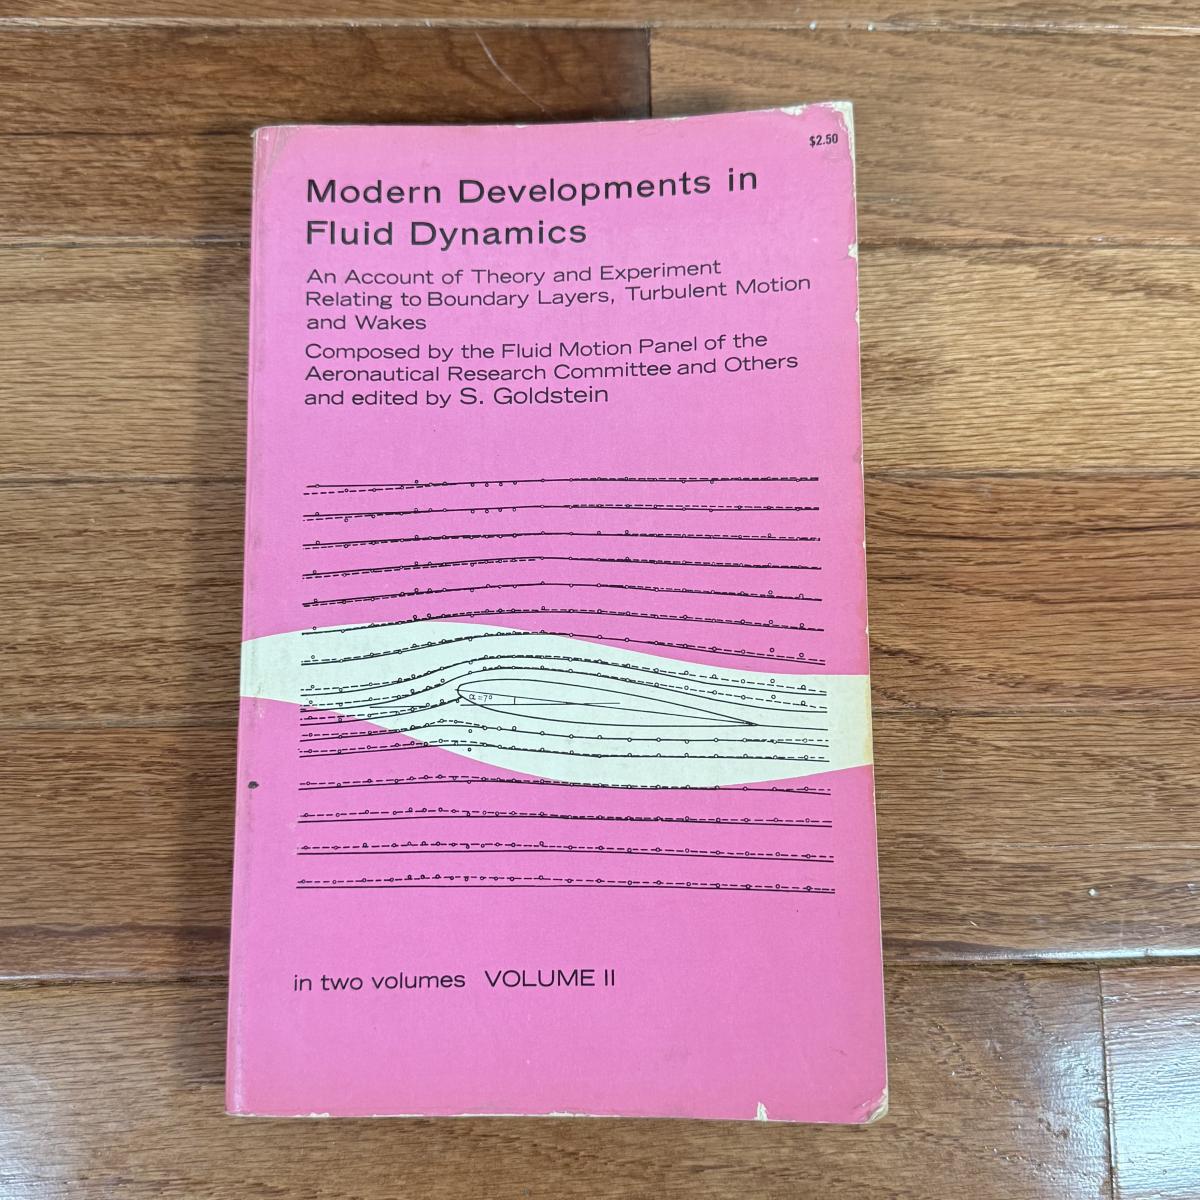 $2.50
Modern Developments in
Fluid Dynamics
An Account of Theory and Experiment
Relating to Boundary Layers, Turbulent Motion
and Wakes
Composed by the Fluid Motion Panel of the
Aeronautical Research Committee and Others
and edited by S. Goldstein
α=7°
in two volumes VOLUME II